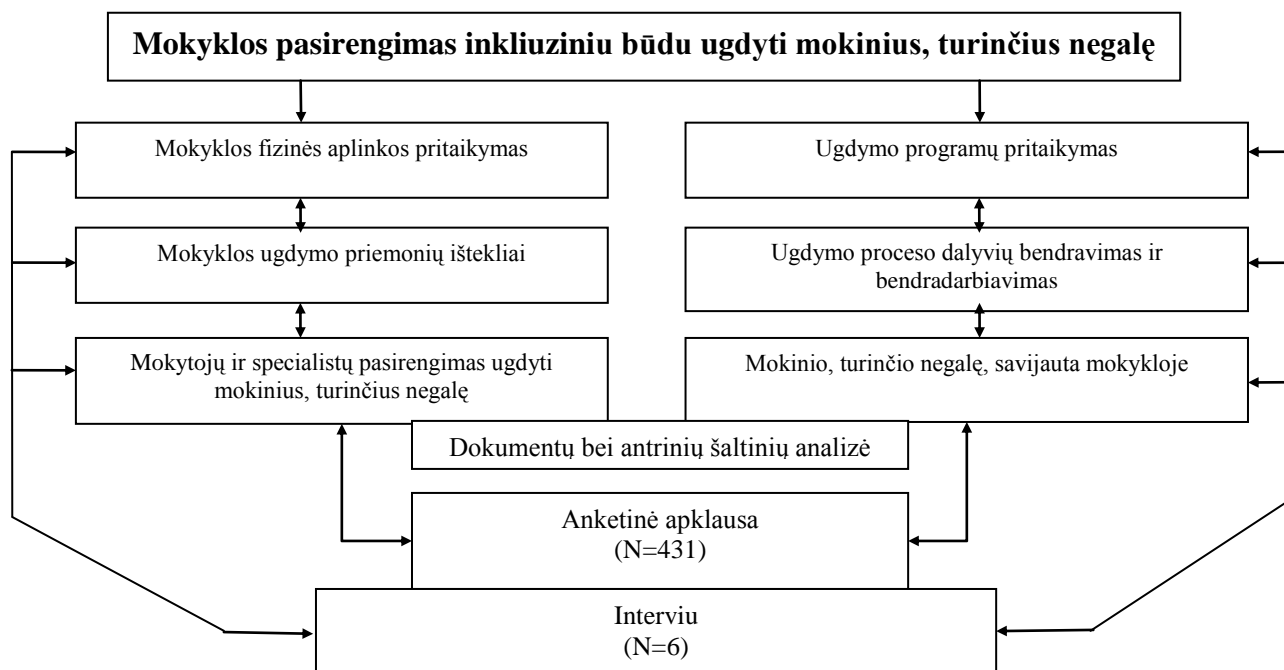 Mokyklos pasirengimas inkliuziniu būdu ugdyti mokinius, turinčius negalę
Mokyklos fizinės aplinkos pritaikymas
Ugdymo programų pritaikymas
Mokyklos ugdymo priemonių ištekliai
Ugdymo proceso dalyvių bendravimas ir
bendradarbiavimas
Mokytojų ir specialistų pasirengimas ugdyti
mokinius, turinčius negalę
Mokinio, turinčio negalę, savijauta mokykloje
Dokumentų bei antrinių šaltinių analizė
Anketinė apklausa
(N=431)
Interviu
(N=6)